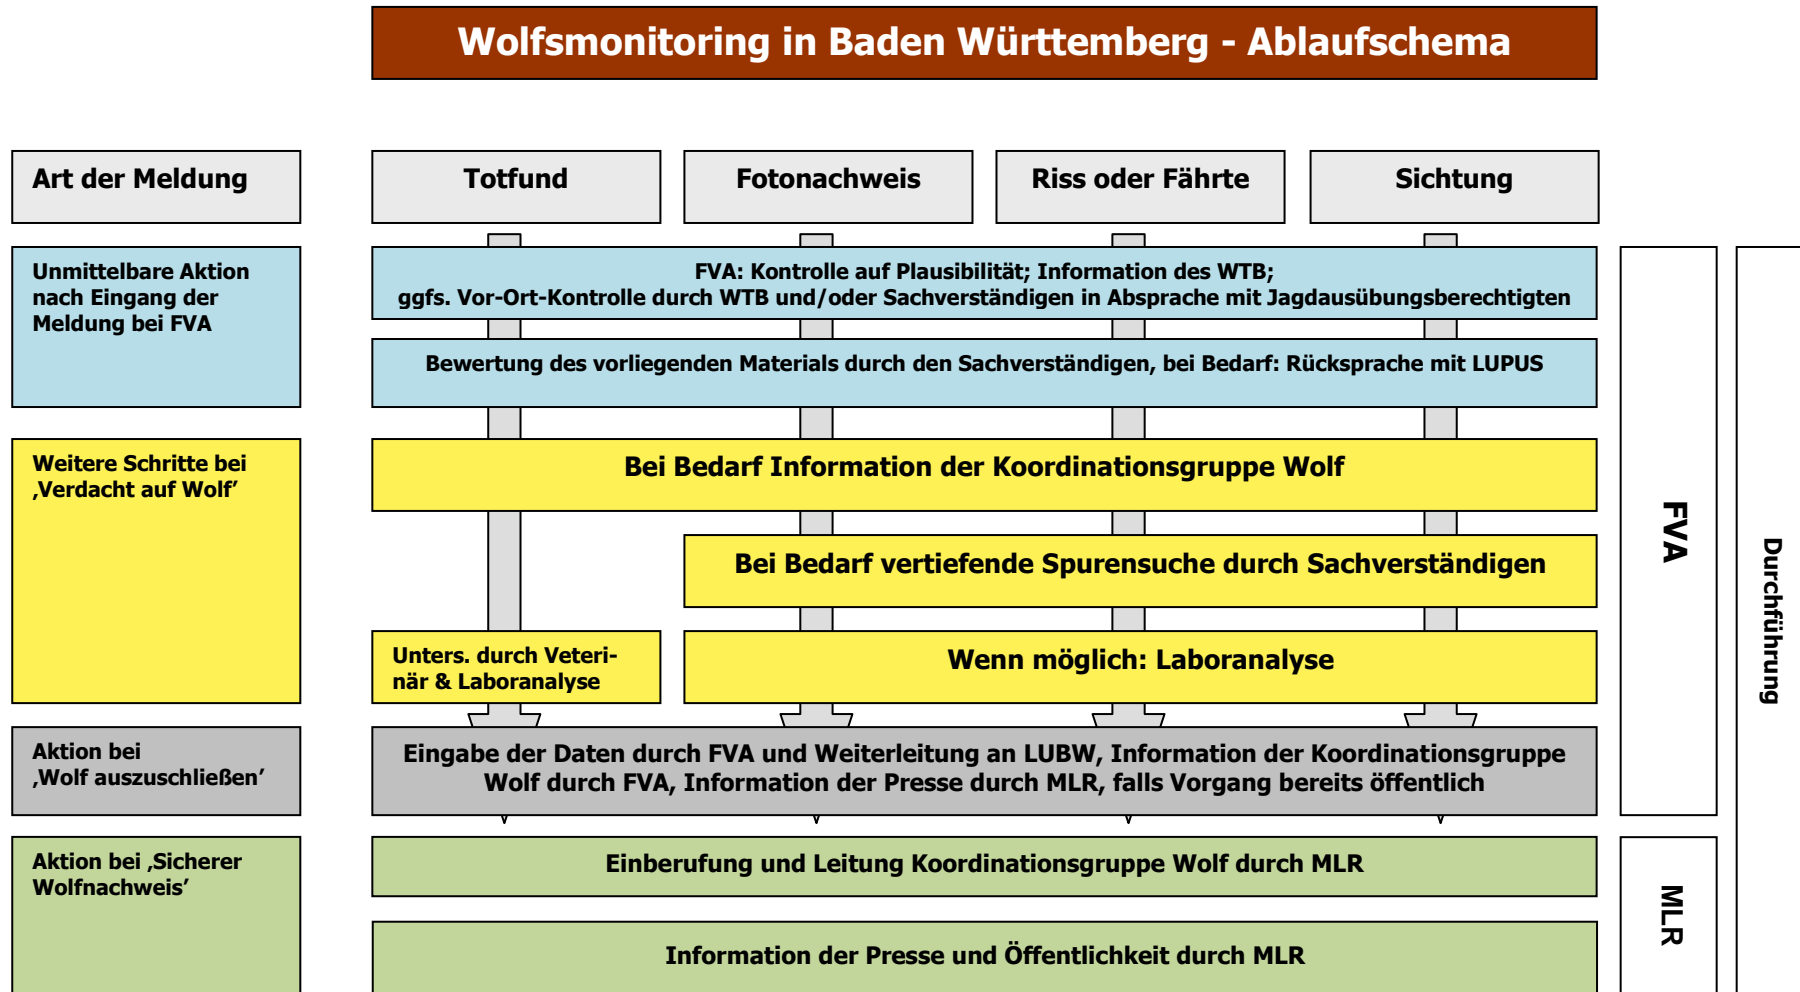 Wolfsmonitoring in Baden Württemberg - Ablaufschema
Art der Meldung
Totfund
Fotonachweis
Riss oder Fährte
Sichtung
Unmittelbare Aktion
nach Eingang der
Meldung bei FVA
FVA: Kontrolle auf Plausibilität; Information des WTB;
ggfs. Vor-Ort-Kontrolle durch WTB und/oder Sachverständigen in Absprache mit Jagdausübungsberechtigten
Bewertung des vorliegenden Materials durch den Sachverständigen, bei Bedarf: Rücksprache mit LUPUS
Weitere Schritte bei
‚Verdacht auf Wolf’
Bei Bedarf Information der Koordinationsgruppe Wolf
Bei Bedarf vertiefende Spurensuche durch Sachverständigen
Unters. durch Veteri-
när & Laboranalyse
Wenn möglich: Laboranalyse
Aktion bei
‚Wolf auszuschließen’
Eingabe der Daten durch FVA und Weiterleitung an LUBW, Information der Koordinationsgruppe
Wolf durch FVA, Information der Presse durch MLR, falls Vorgang bereits öffentlich
Aktion bei ‚Sicherer
Wolfnachweis’
Einberufung und Leitung Koordinationsgruppe Wolf durch MLR
Information der Presse und Öffentlichkeit durch MLR
FVA
MLR
Durchführung